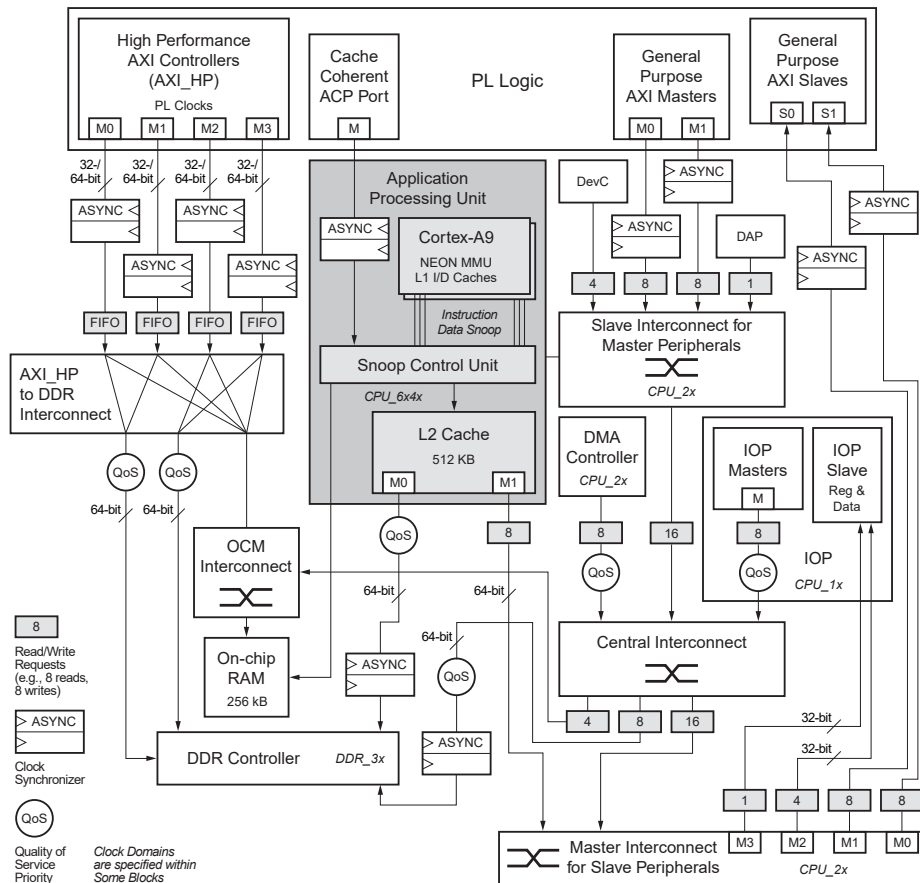 High Performance
AXI Controllers
(AXI_HP)
PL Clocks
M0
M1
M2
M3
Cache
Coherent
ACP Port
M
PL Logic
General
Purpose
AXI Masters
M0
M1
General
Purpose
AXI Slaves
S0
S1
32-/
64-bit
32-/
64-bit
32-/
64-bit
32-/
64-bit
ASYNC
ASYNC
ASYNC
ASYNC
FIFO
FIFO
FIFO
FIFO
AXI_HP
to DDR
Interconnect
QoS
QoS
64-bit
64-bit
Application
Processing Unit
ASYNC
Cortex-A9
NEON MMU
L1 I/D Caches
Instruction
Data Snoop
Snoop Control Unit
CPU_6x4x
L2 Cache
512 KB
M0
M1
QoS
8
64-bit
64-bit
DevC
ASYNC
ASYNC
DAP
4
8
8
1
ASYNC
ASYNC
Slave Interconnect for
Master Peripherals
CPU_2x
DMA
Controller
CPU_2x
8
16
QoS
IOP
Masters
M
8
QoS
IOP
Slave
Reg &
Data
IOP
CPU_1x
OCM
Interconnect
On-chip
RAM
256 kB
ASYNC
64-bit
QoS
ASYNC
Central Interconnect
4
8
16
DDR Controller
DDR_3x
32-bit
32-bit
1
4
8
8
M3
M2
M1
M0
Master Interconnect
for Slave Peripherals
CPU_2x
8
Read/Write
Requests
(e.g., 8 reads,
8 writes)
ASYNC
Clock
Synchronizer
QoS
Quality of
Service
Priority
Clock Domains
are specified within
Some Blocks